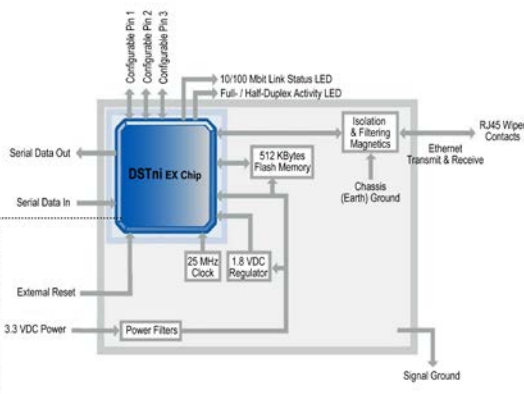 Configurable Pin 1
Configurable Pin 2
Configurable Pin 3
10/100 Mbit Link Status LED
Full- / Half-Duplex Activity LED
Isolation
& Filtering
Magnetics
RJ45 Wiper
Contacts
Ethernet
Transmit & Receive
Serial Data Out
DSTni EX Chip
512 KBytes
Flash Memory
Chassis
(Earth) Ground
Serial Data In
25 MHz
Clock
1.8 VDC
Regulator
External Reset
3.3 VDC Power
Power Filters
Signal Ground